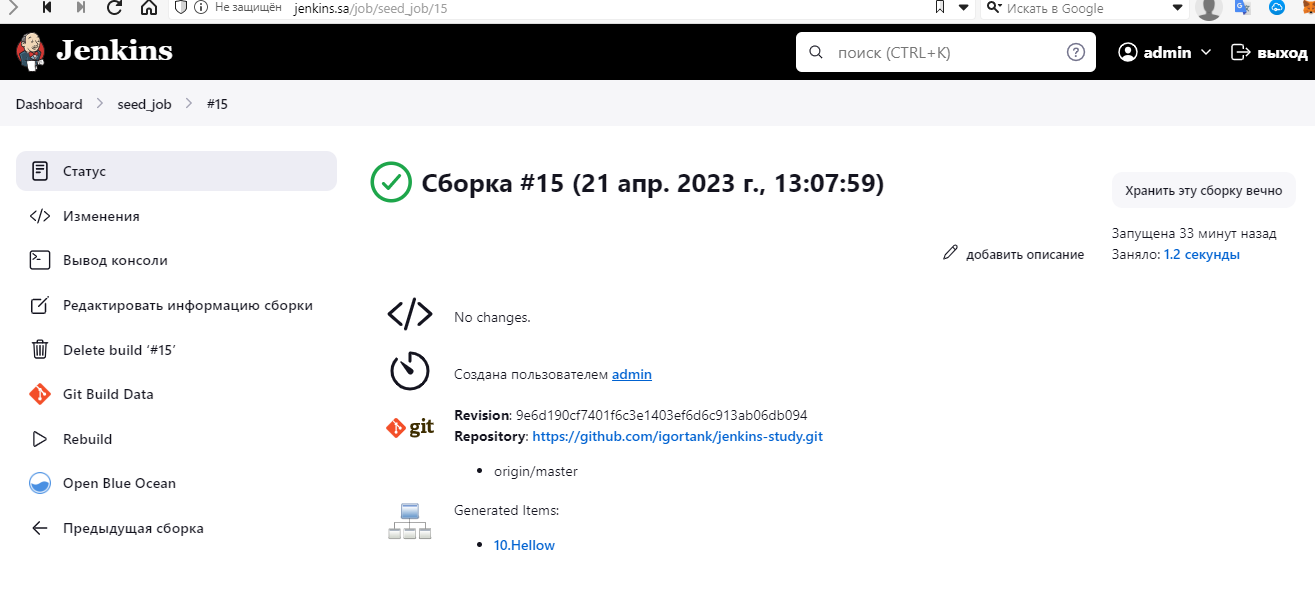 Не защищён jenkins.sa/job/seed_job/15 Искать в Google
Jenkins поиск (CTRL+K) admin выход
Dashboard seed_job #15
Статус
Изменения
Вывод консоли
Редактировать информацию сборки
Delete build ‘#15’
Git Build Data
Rebuild
Open Blue Ocean
Предыдущая сборка
Сборка #15 (21 апр. 2023 г., 13:07:59)
Хранить эту сборку вечно
Запущена 33 минут назад
Заняло: 1.2 секунды
добавить описание
No changes.
Создана пользователем admin
git
Revision: 9e6d190cf7401f6c3e1403ef6d6c913ab06db094
Repository: https://github.com/igortank/jenkins-study.git
origin/master
Generated Items:
10.Hellow